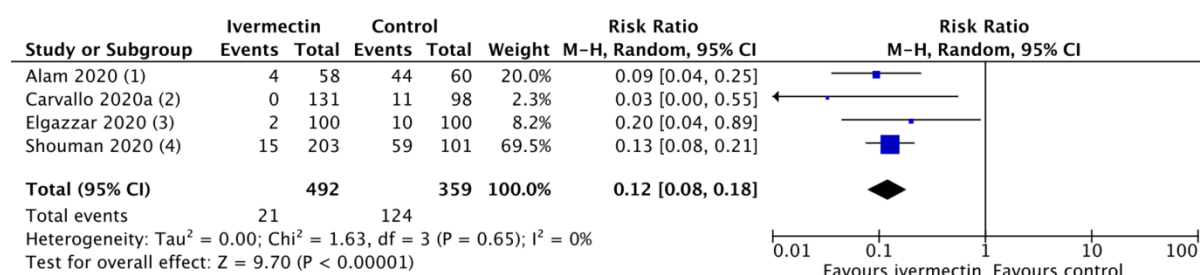 Ivermectin Control Risk Ratio Risk Ratio
Study or Subgroup Events Total Events Total Weight M-H, Random, 95% CI M-H, Random, 95% CI
Alam 2020 (1) 4 58 44 60 20.0% 0.09 [0.04, 0.25]
Carvallo 2020a (2) 0 131 11 98 2.3% 0.03 [0.00, 0.55]
Elgazzar 2020 (3) 2 100 10 100 8.2% 0.20 [0.04, 0.89]
Shouman 2020 (4) 15 203 59 101 69.5% 0.13 [0.08, 0.21]
Total (95% CI) 492 359 100.0% 0.12 [0.08, 0.18]
Total events 21 124
Heterogeneity: Tau² = 0.00; Chi² = 1.63, df = 3 (P = 0.65); I² = 0%
Test for overall effect: Z = 9.70 (P < 0.00001)
0.01 0.1 1 10 100
Favours ivermectin Favours control